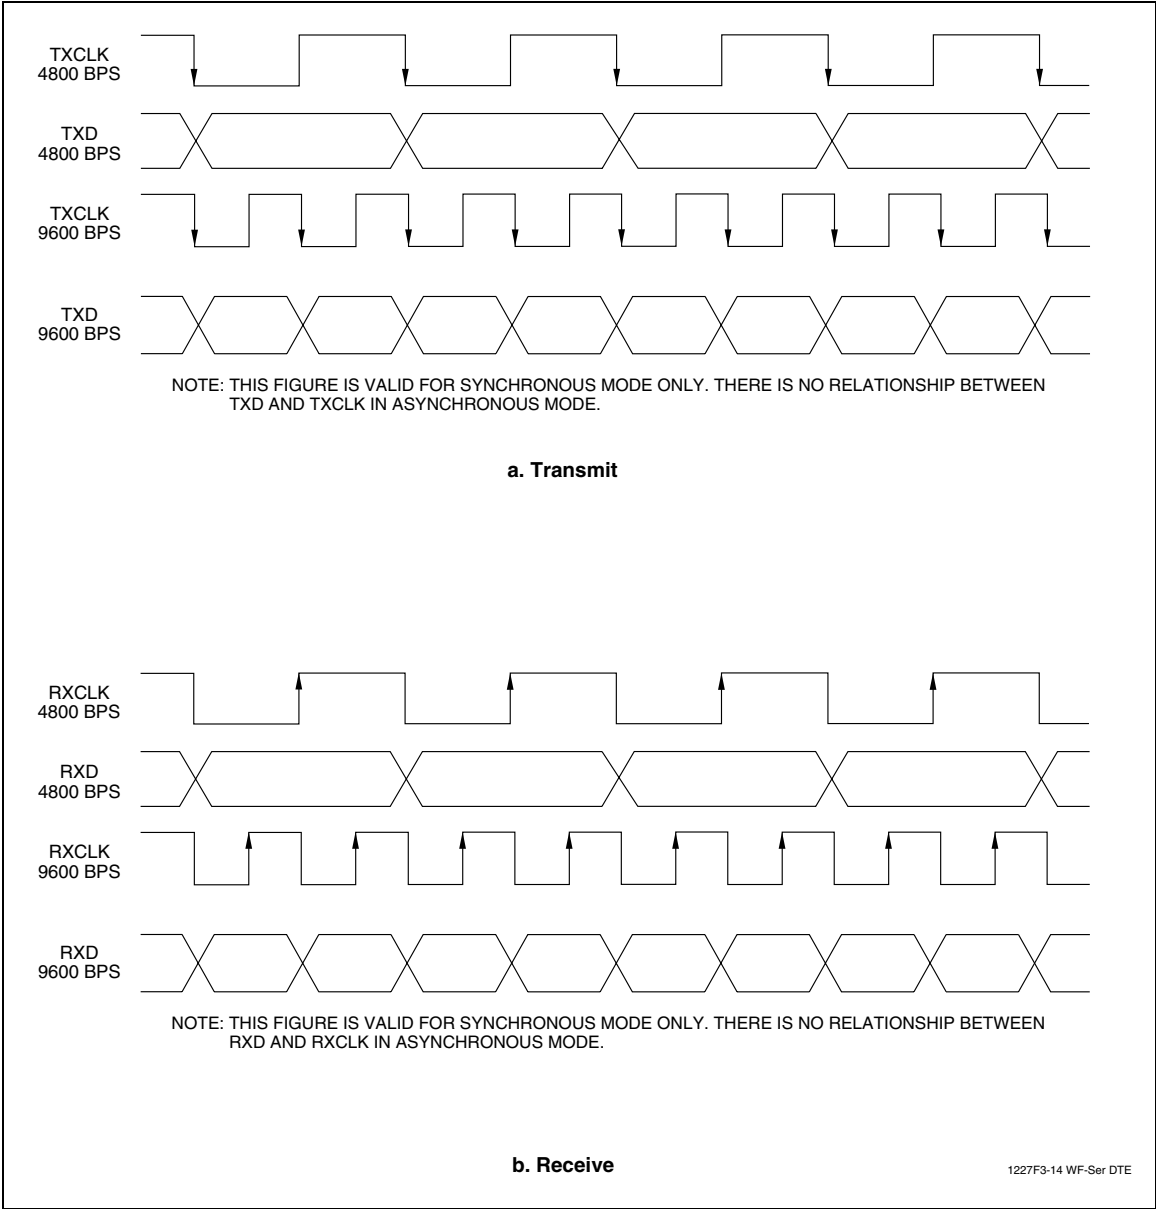 TXCLK
4800 BPS
TXD
4800 BPS
TXCLK
9600 BPS
TXD
9600 BPS
NOTE: THIS FIGURE IS VALID FOR SYNCHRONOUS MODE ONLY. THERE IS NO RELATIONSHIP BETWEEN
TXD AND TXCLK IN ASYNCHRONOUS MODE.
a. Transmit
RXCLK
4800 BPS
RXD
4800 BPS
RXCLK
9600 BPS
RXD
9600 BPS
NOTE: THIS FIGURE IS VALID FOR SYNCHRONOUS MODE ONLY. THERE IS NO RELATIONSHIP BETWEEN
RXD AND RXCLK IN ASYNCHRONOUS MODE.
b. Receive
1227F3-14 WF-Ser DTE